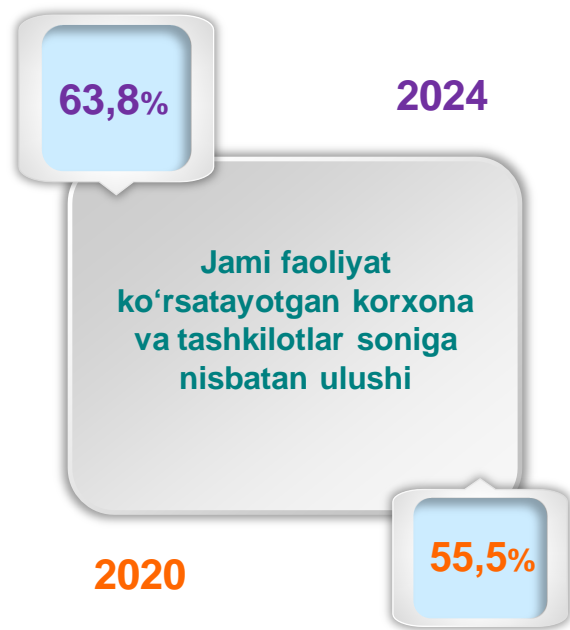 63,8%
2024
Jami faoliyat
ko‘rsatayotgan korxona
va tashkilotlar soniga
nisbatan ulushi
2020
55,5%